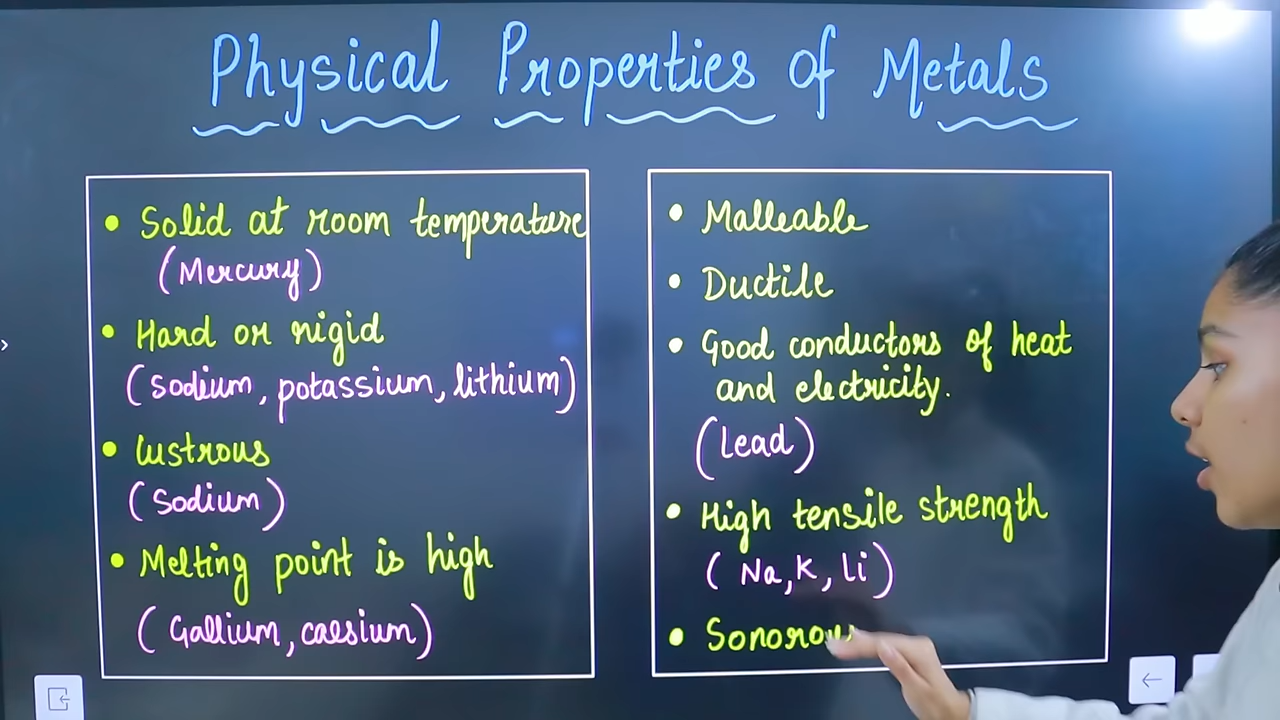 Physical Properties of Metals
• Solid at room temperature
(Mercury)
• Hard or rigid
(Sodium, potassium, lithium)
• Lustrous
(Sodium)
• Melting point is high
(Gallium, caesium)
• Malleable
• Ductile
• Good conductors of heat
and electricity.
(Lead)
• High tensile strength
(Na, K, Li)
• Sonorous